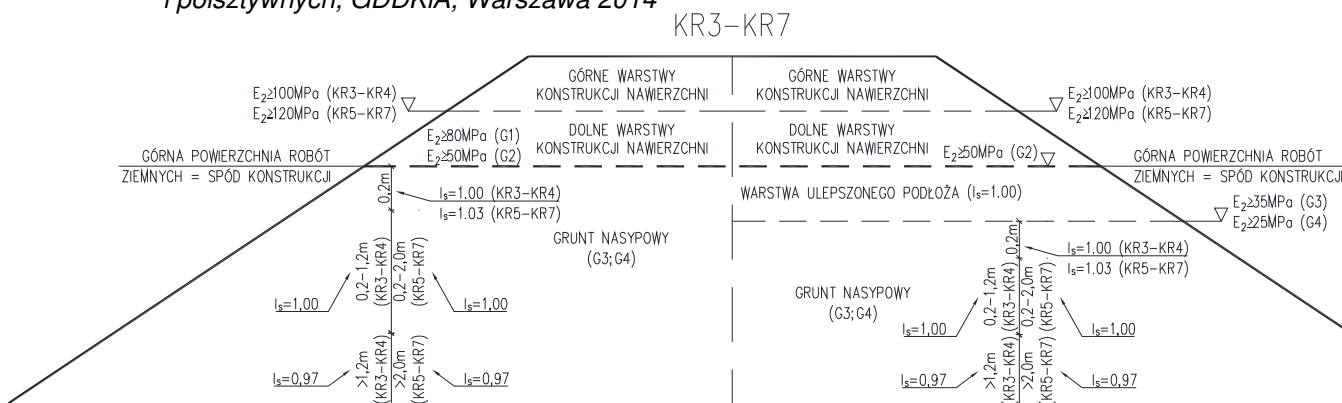 i półsztywnych, GDDKiA, Warszawa 2014
KR3-KR7
GÓRNE WARSTWY
KONSTRUKCJI NAWIERZCHNI
GÓRNE WARSTWY
KONSTRUKCJI NAWIERZCHNI
E₂≥100MPa (KR3-KR4)
E₂≥120MPa (KR5-KR7)
E₂≥100MPa (KR3-KR4)
E₂≥120MPa (KR5-KR7)
E₂≥80MPa (G1)
E₂≥50MPa (G2)
DOLNE WARSTWY
KONSTRUKCJI NAWIERZCHNI
DOLNE WARSTWY
KONSTRUKCJI NAWIERZCHNI
E₂≥50MPa (G2)
GÓRNA POWIERZCHNIA ROBÓT
ZIEMNYCH = SPÓD KONSTRUKCJI
GÓRNA POWIERZCHNIA ROBÓT
ZIEMNYCH = SPÓD KONSTRUKCJI
0,2m
Is=1.00 (KR3-KR4)
Is=1.03 (KR5-KR7)
WARSTWA ULEPSZONEGO PODŁOŻA (Is=1.00)
E₂≥35MPa (G3)
E₂≥25MPa (G4)
GRUNT NASYPOWY
(G3;G4)
0,2m
Is=1.00 (KR3-KR4)
Is=1.03 (KR5-KR7)
0,2-1,2m
(KR3-KR4)
0,2-2,0m
(KR5-KR7)
Is=1,00
Is=1,00
GRUNT NASYPOWY
(G3;G4)
0,2-1,2m
(KR3-KR4)
0,2-2,0m
(KR5-KR7)
Is=1,00
Is=1,00
>1,2m
(KR3-KR4)
>2,0m
(KR5-KR7)
Is=0,97
Is=0,97
>1,2m
(KR3-KR4)
>2,0m
(KR5-KR7)
Is=0,97
Is=0,97